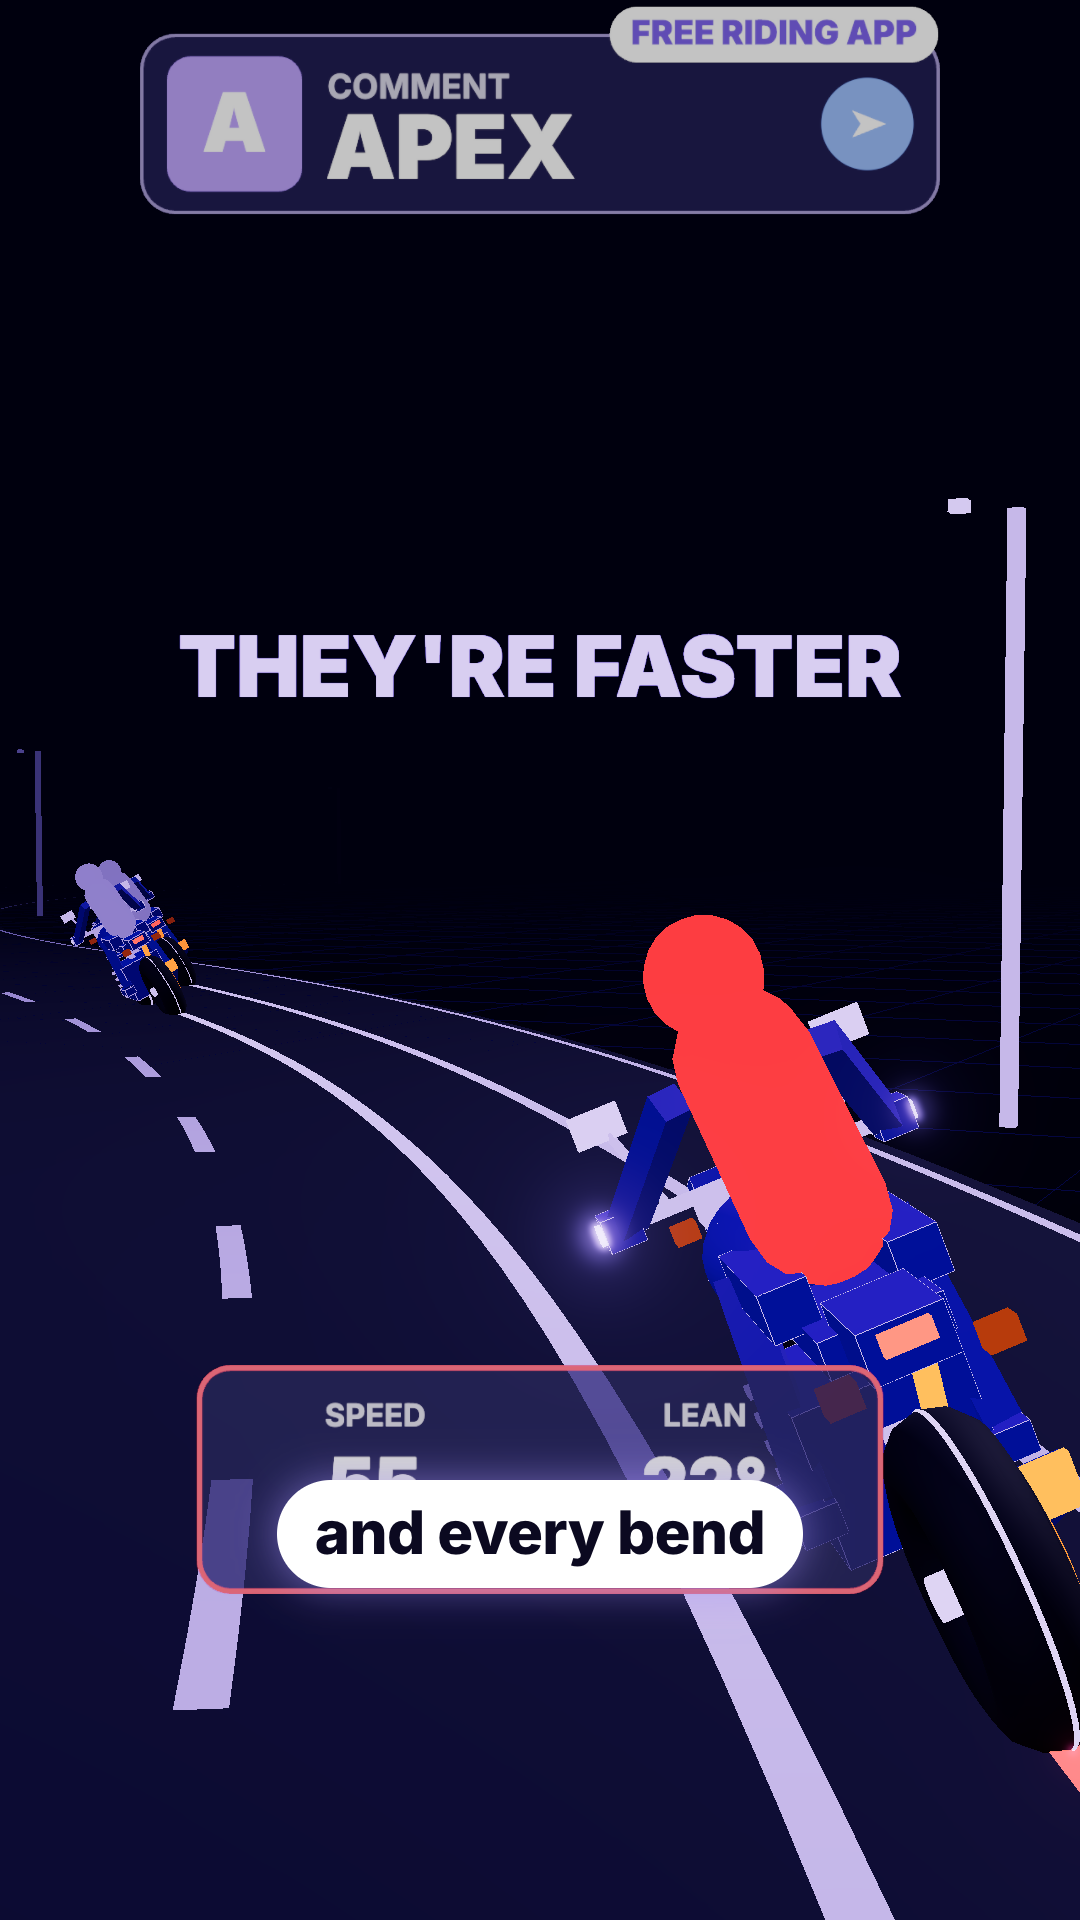 FREE RIDING APP
A
COMMENT
APEX
THEY'RE FASTER
SPEED
LEAN
and every bend